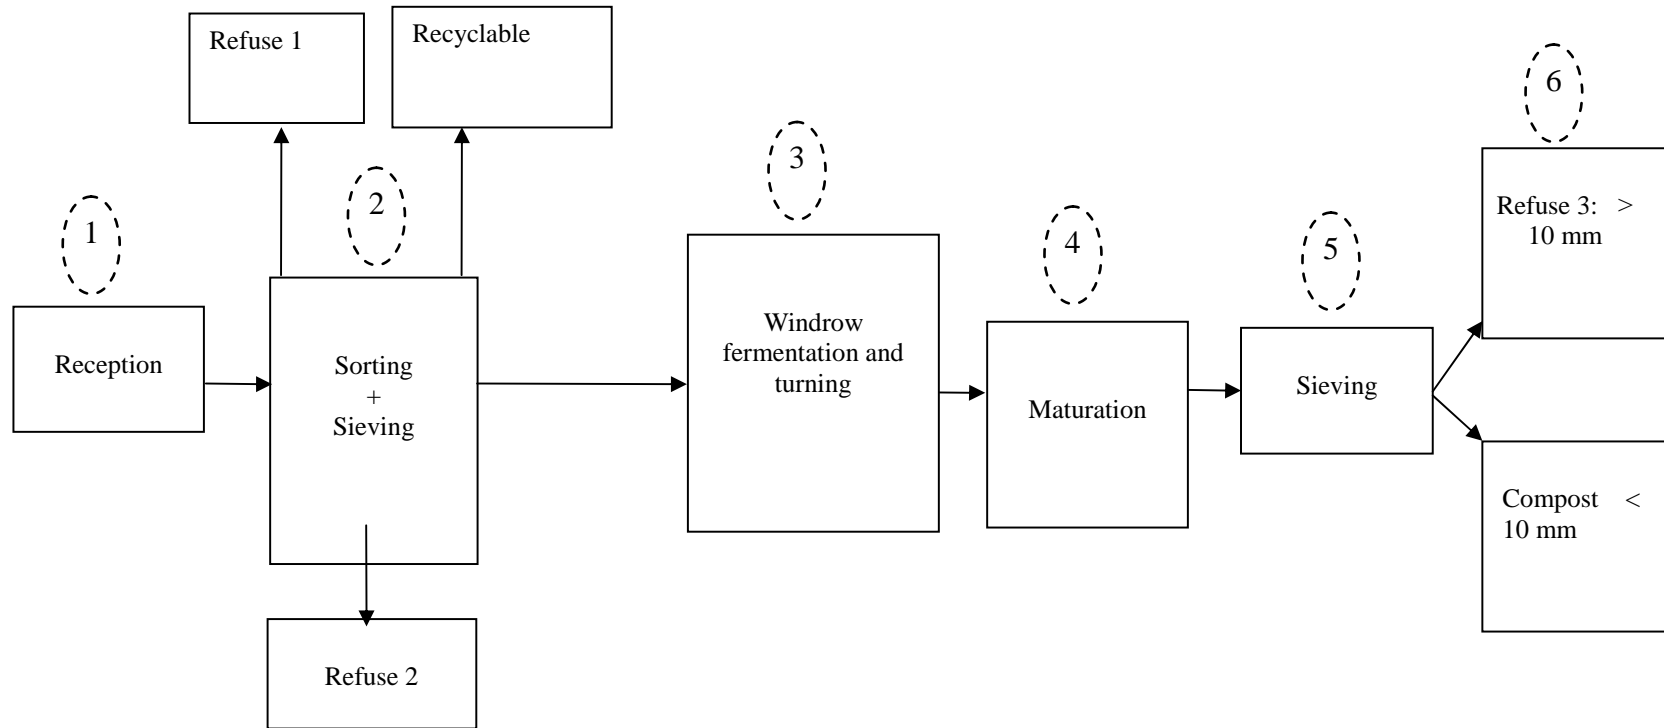 Refuse 1
Recyclable
6
3
2
1
4
5
Refuse 3: >
10 mm
Reception
Sorting
+
Sieving
Windrow
fermentation and
turning
Maturation
Sieving
Compost <
10 mm
Refuse 2